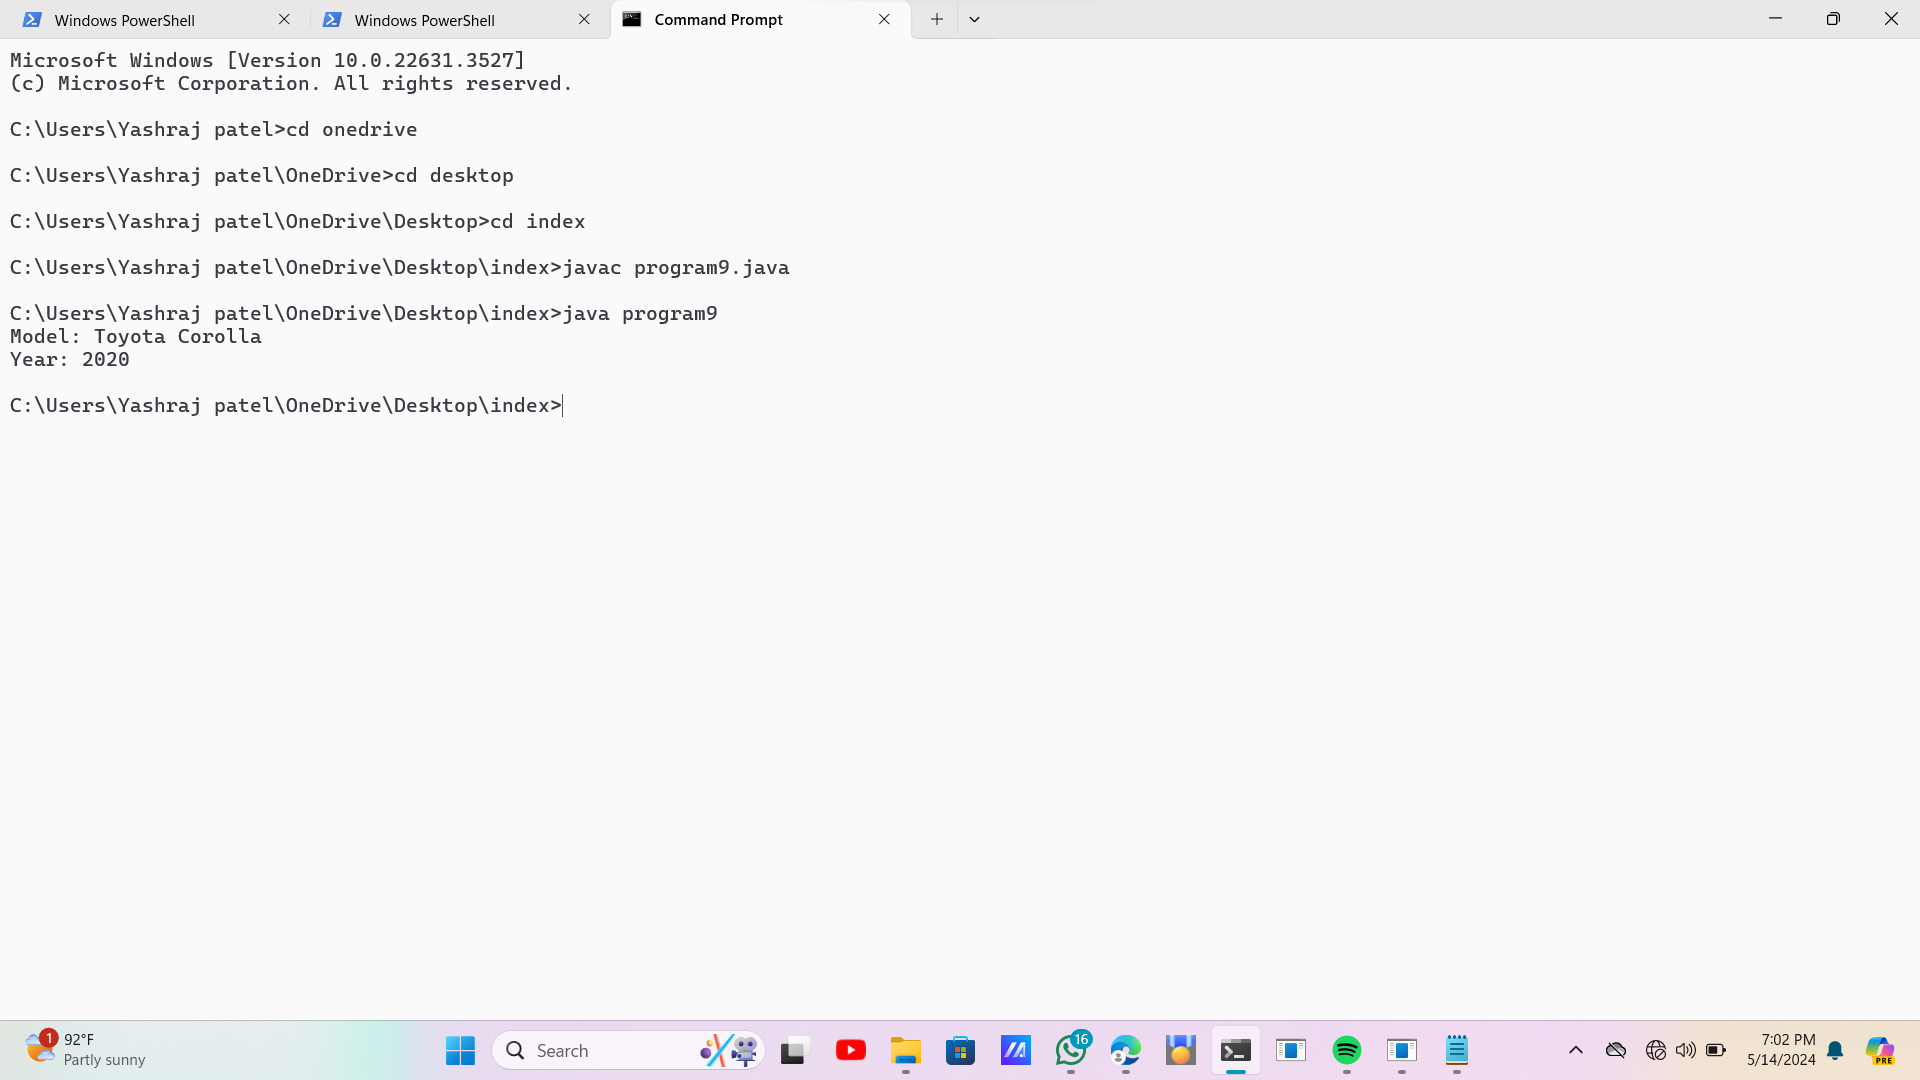 Windows PowerShell
Windows PowerShell
Command Prompt
Microsoft Windows [Version 10.0.22631.3527]
(c) Microsoft Corporation. All rights reserved.
C:\Users\Yashraj patel>cd onedrive
C:\Users\Yashraj patel\OneDrive>cd desktop
C:\Users\Yashraj patel\OneDrive\Desktop>cd index
C:\Users\Yashraj patel\OneDrive\Desktop\index>javac program9.java
C:\Users\Yashraj patel\OneDrive\Desktop\index>java program9
Model: Toyota Corolla
Year: 2020
C:\Users\Yashraj patel\OneDrive\Desktop\index>
1
92°F
Partly sunny
Search
16
7:02 PM
5/14/2024
PRE